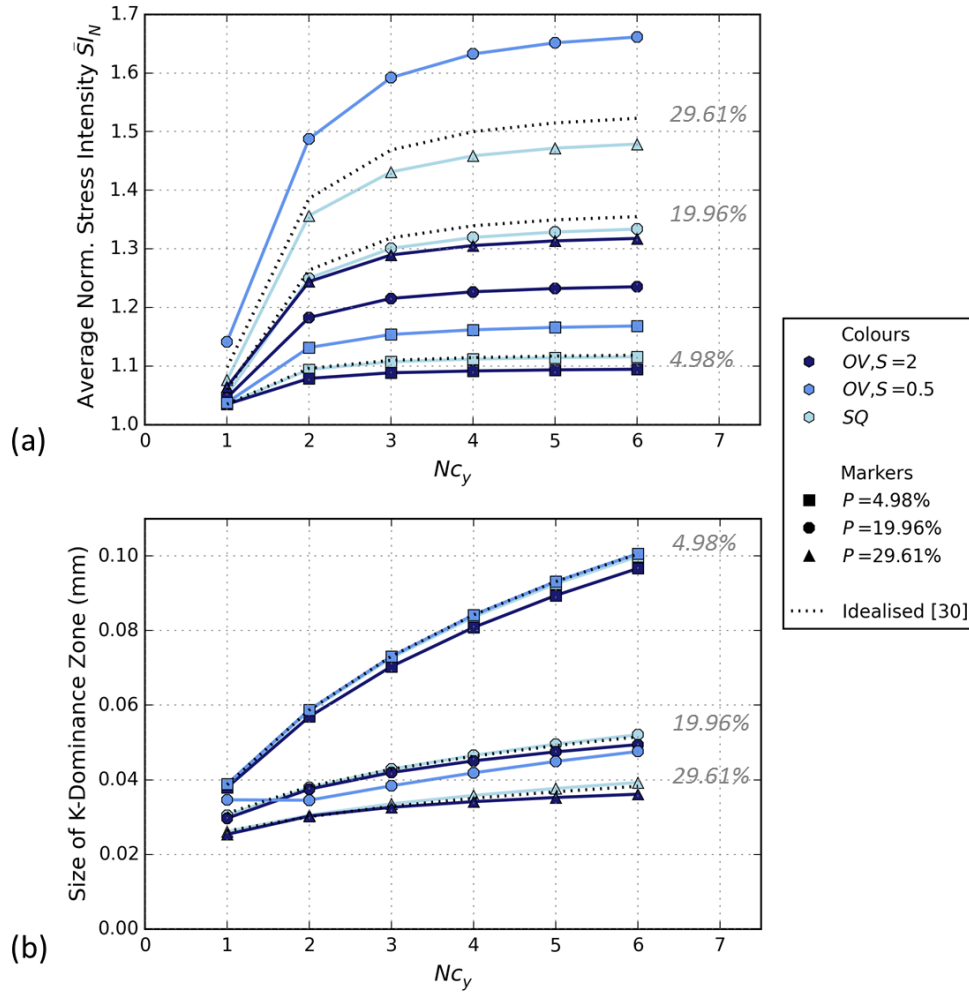 Average Norm. Stress Intensity S̄I_N
1.7
1.6
1.5
1.4
1.3
1.2
1.1
1.0
29.61%
19.96%
4.98%
0 1 2 3 4 5 6 7
Nc_y
(a)
Size of K-Dominance Zone (mm)
0.10
0.08
0.06
0.04
0.02
0.00
4.98%
19.96%
29.61%
0 1 2 3 4 5 6 7
Nc_y
(b)
Colours
OV,S=2
OV,S=0.5
SQ
Markers
P=4.98%
P=19.96%
P=29.61%
Idealised [30]